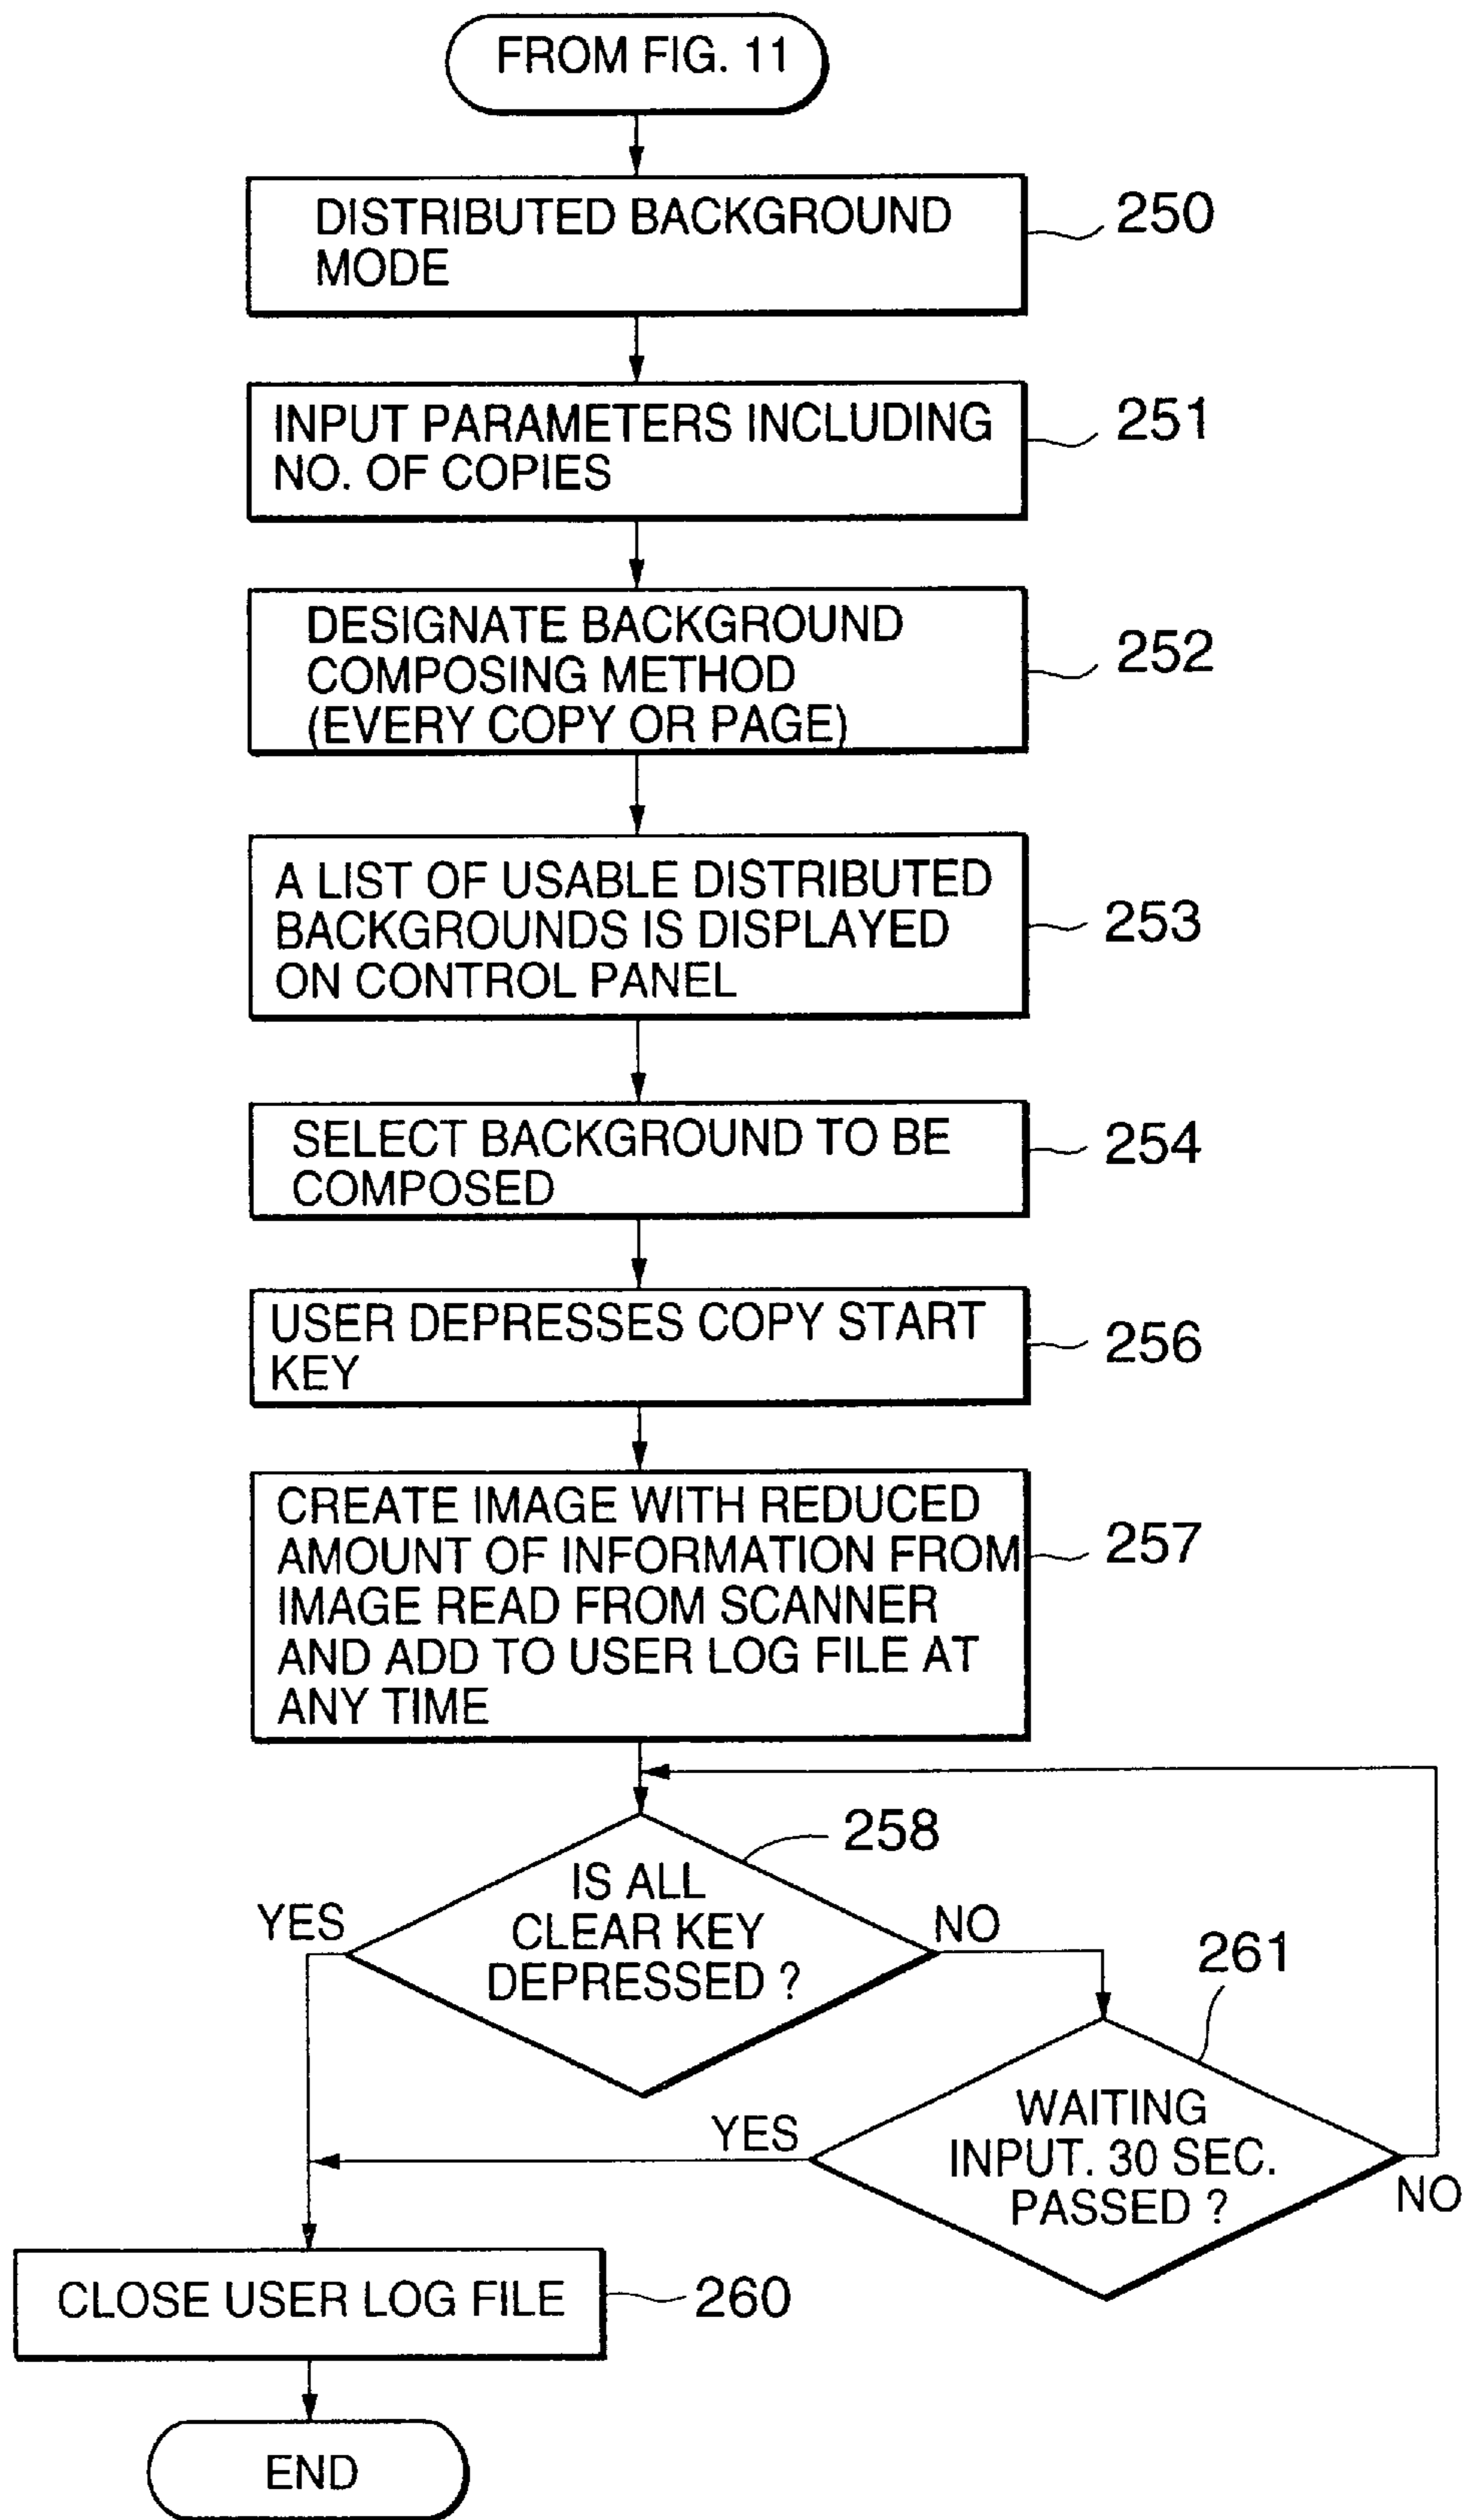 FROM FIG. 11
DISTRIBUTED BACKGROUND
MODE
250
INPUT PARAMETERS INCLUDING
NO. OF COPIES
251
DESIGNATE BACKGROUND
COMPOSING METHOD
(EVERY COPY OR PAGE)
252
A LIST OF USABLE DISTRIBUTED
BACKGROUNDS IS DISPLAYED
ON CONTROL PANEL
253
SELECT BACKGROUND TO BE
COMPOSED
254
USER DEPRESSES COPY START
KEY
256
CREATE IMAGE WITH REDUCED
AMOUNT OF INFORMATION FROM
IMAGE READ FROM SCANNER
AND ADD TO USER LOG FILE AT
ANY TIME
257
258
IS ALL
CLEAR KEY
DEPRESSED ?
YES
NO
261
WAITING
INPUT. 30 SEC.
PASSED ?
YES
NO
CLOSE USER LOG FILE
260
END